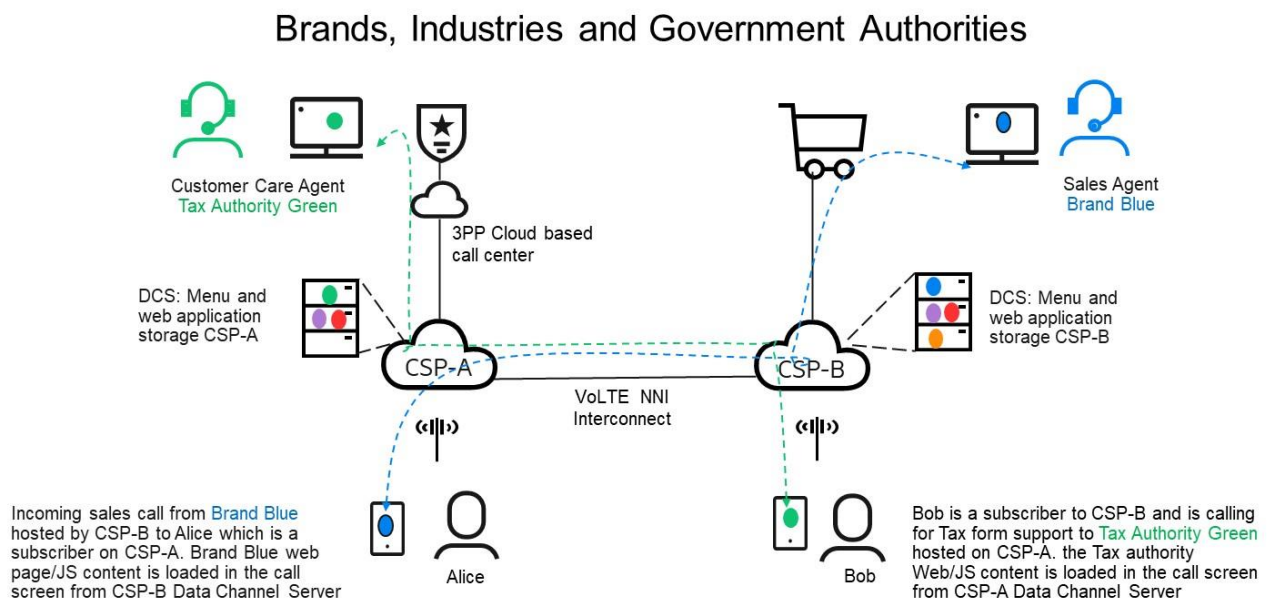 Brands, Industries and Government Authorities
Customer Care Agent
Tax Authority Green
Sales Agent
Brand Blue
3PP Cloud based
call center
DCS: Menu and
web application
storage CSP-A
DCS: Menu and
web application
storage CSP-B
CSP-A
CSP-B
VoLTE NNI
Interconnect
Incoming sales call from Brand Blue
hosted by CSP-B to Alice which is a
subscriber on CSP-A. Brand Blue web
page/JS content is loaded in the call
screen from CSP-B Data Channel Server
Alice
Bob
Bob is a subscriber to CSP-B and is calling
for Tax form support to Tax Authority Green
hosted on CSP-A. the Tax authority
Web/JS content is loaded in the call screen
from CSP-A Data Channel Server